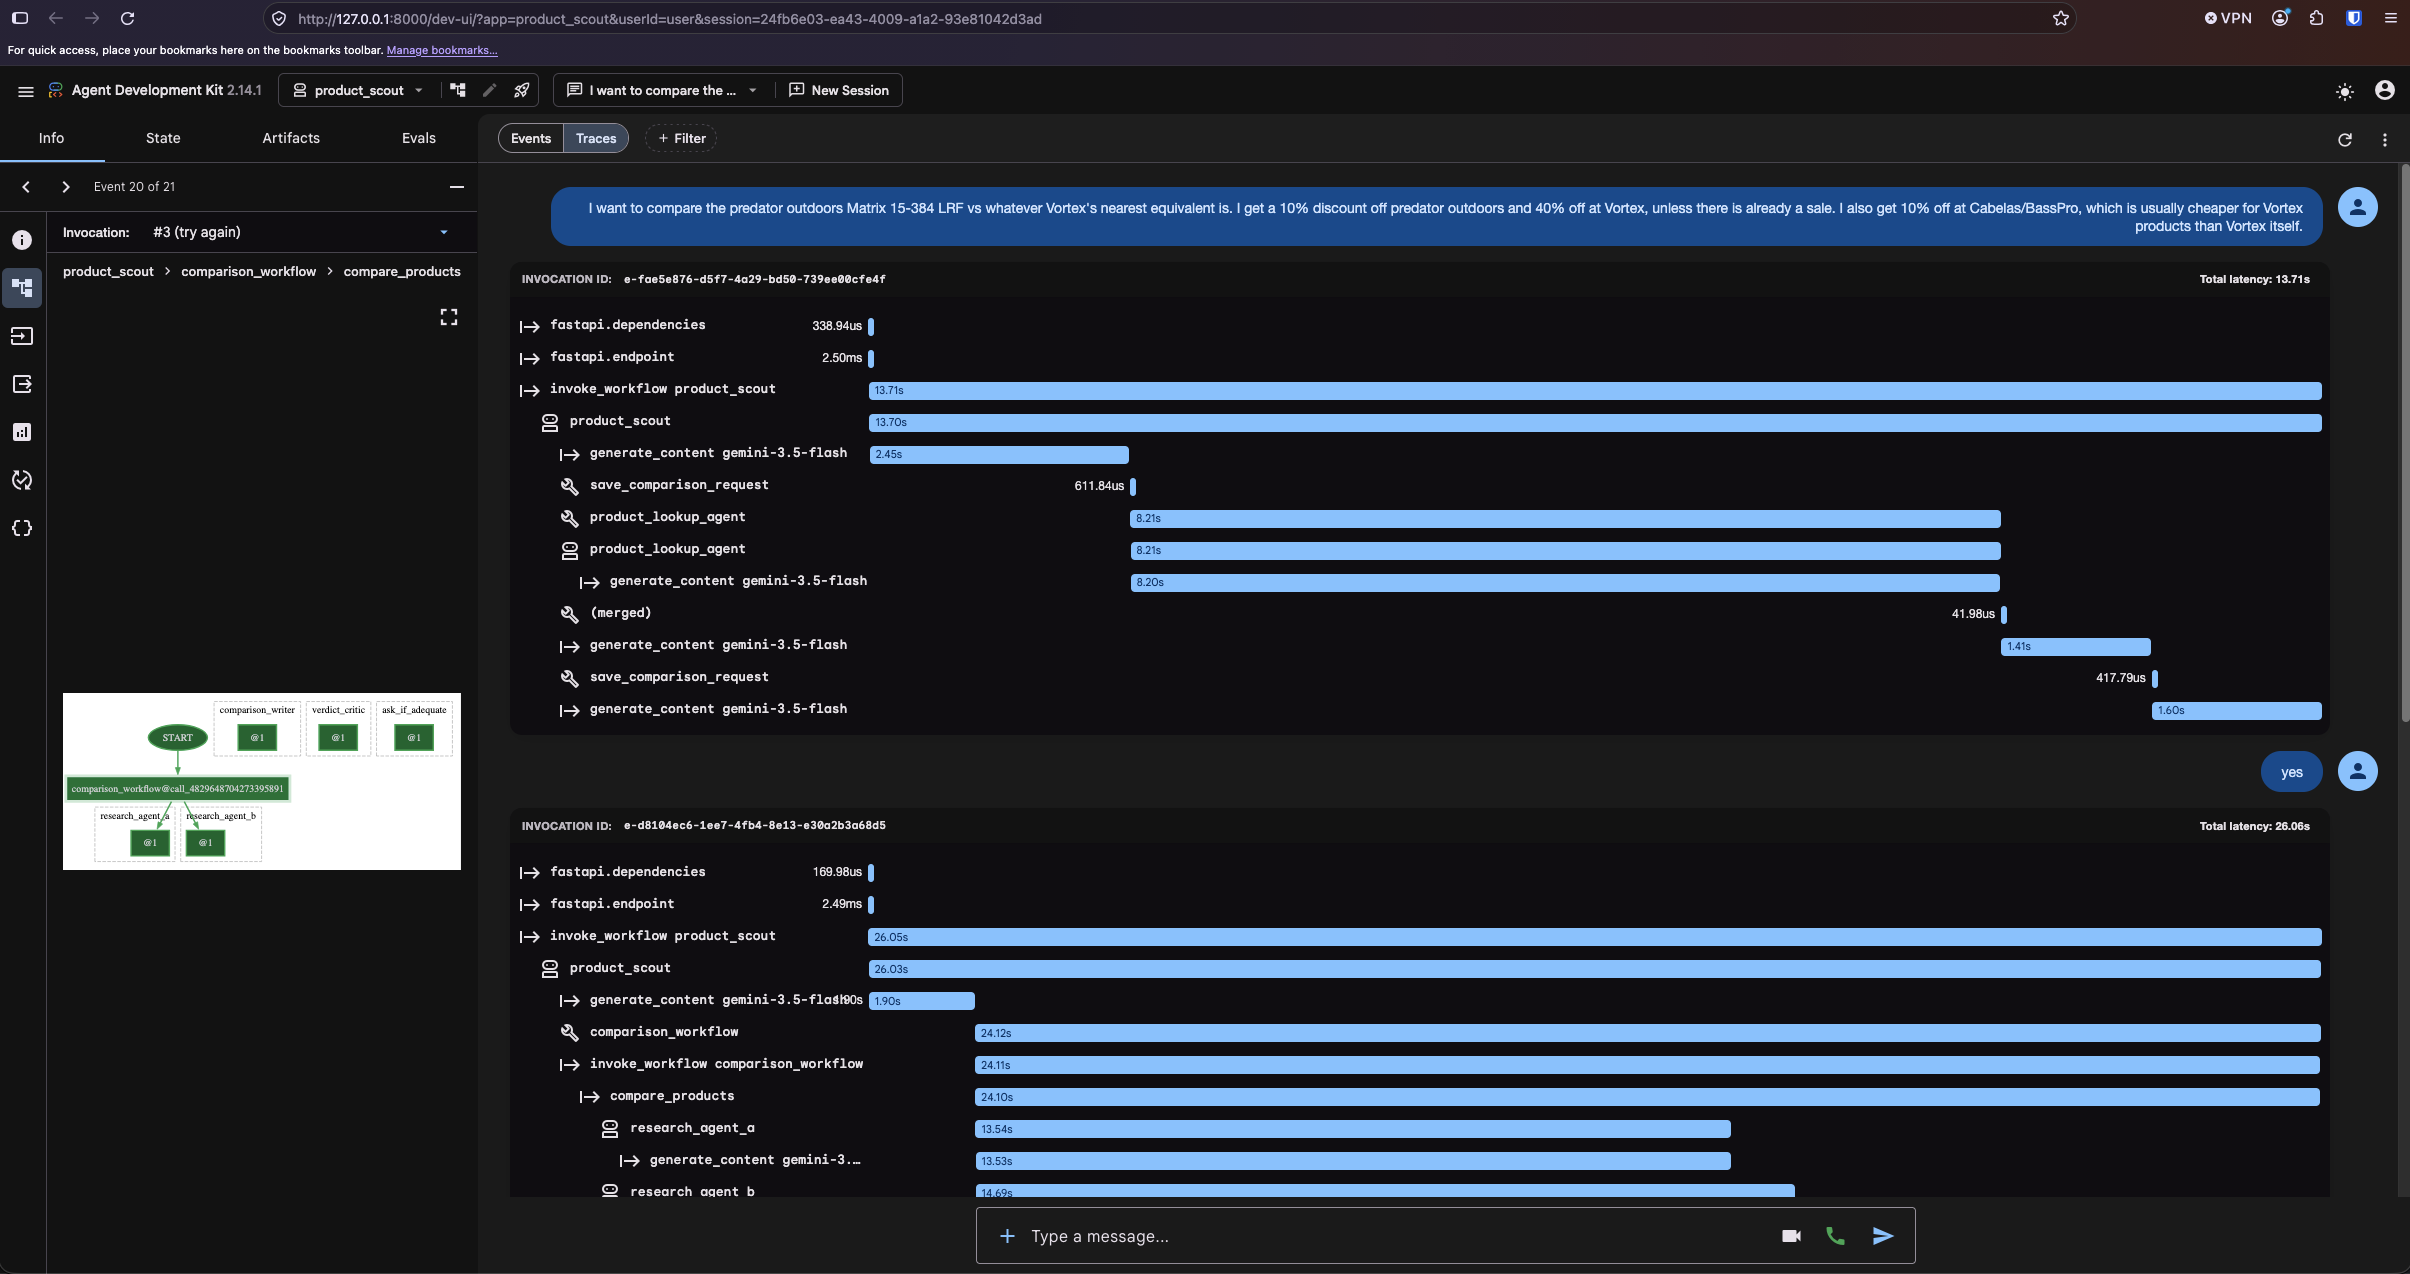 http://127.0.0.1:8000/dev-ui/?app=product_scout&userId=user&session=24fb6e03-ea43-4009-a1a2-93e81042d3ad
VPN
For quick access, place your bookmarks here on the bookmarks toolbar. Manage bookmarks...
Agent Development Kit 2.14.1
product_scout
I want to compare the ...
New Session
Info
State
Artifacts
Evals
Events
Traces
+ Filter
Event 20 of 21
Invocation: #3 (try again)
product_scout > comparison_workflow > compare_products
START
comparison_writer
@1
verdict_critic
@1
ask_if_adequate
@1
comparison_workflow@call_4829648704273395891
research_agent_a
@1
research_agent_b
@1
I want to compare the predator outdoors Matrix 15-384 LRF vs whatever Vortex's nearest equivalent is. I get a 10% discount off predator outdoors and 40% off at Vortex, unless there is already a sale. I also get 10% off at Cabelas/BassPro, which is usually cheaper for Vortex
products than Vortex itself.
INVOCATION ID: e-fae5e876-d5f7-4a29-bd50-739ee00cfe4f
Total latency: 13.71s
fastapi.dependencies 338.94us
fastapi.endpoint 2.50ms
invoke_workflow product_scout 13.71s
product_scout 13.70s
generate_content gemini-3.5-flash 2.45s
save_comparison_request 611.84us
product_lookup_agent 8.21s
product_lookup_agent 8.21s
generate_content gemini-3.5-flash 8.20s
(merged) 41.98us
generate_content gemini-3.5-flash 1.41s
save_comparison_request 417.79us
generate_content gemini-3.5-flash 1.60s
yes
INVOCATION ID: e-d8104ec6-1ee7-4fb4-8e13-e30a2b3a68d5
Total latency: 26.06s
fastapi.dependencies 169.98us
fastapi.endpoint 2.49ms
invoke_workflow product_scout 26.05s
product_scout 26.03s
generate_content gemini-3.5-flash 1.90s 1.90s
comparison_workflow 24.12s
invoke_workflow comparison_workflow 24.11s
compare_products 24.10s
research_agent_a 13.54s
generate_content gemini-3.… 13.53s
research_agent_b 14.69s
Type a message...